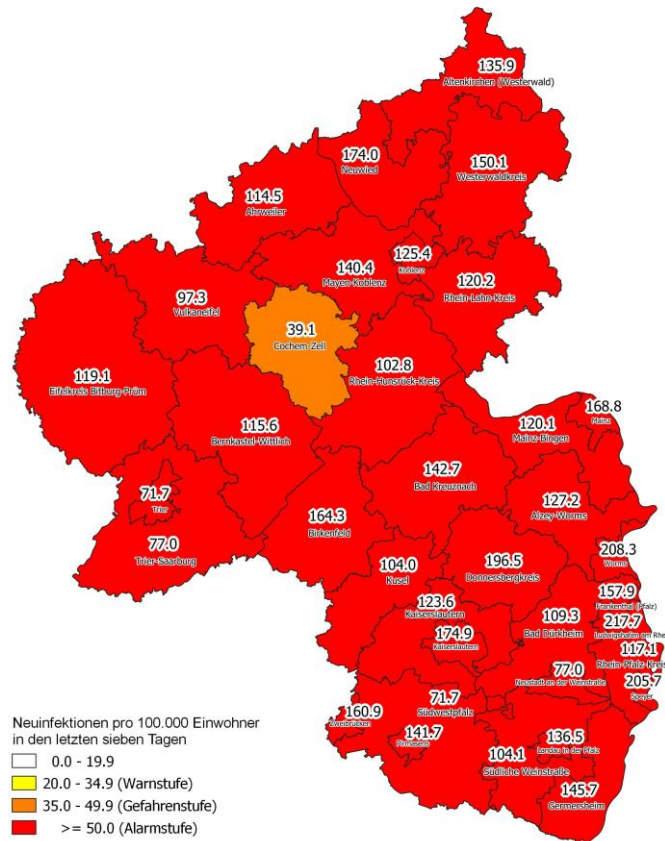 135.9
Altenkirchen (Westerwald)
174.0
Neuwied
150.1
Westerwaldkreis
114.5
Ahrweiler
125.4
Koblenz
140.4
Mayen-Koblenz
120.2
Rhein-Lahn-Kreis
97.3
Vulkaneifel
39.1
Cochem-Zell
102.8
Rhein-Hunsrück-Kreis
119.1
Eifelkreis Bitburg-Prüm
115.6
Bernkastel-Wittlich
168.8
Mainz
120.1
Mainz-Bingen
142.7
Bad Kreuznach
127.2
Alzey-Worms
71.7
Trier
77.0
Trier-Saarburg
164.3
Birkenfeld
104.0
Kusel
196.5
Donnersbergkreis
208.3
Worms
123.6
Kaiserslautern
174.9
Kaiserslautern
109.3
Bad Dürkheim
157.9
Frankenthal (Pfalz)
217.7
Ludwigshafen am Rhe
117.1
Rhein-Pfalz-Kreis
77.0
Neustadt an der Weinstraße
205.7
Speyer
160.9
Zweibrücken
71.7
Südwestpfalz
141.7
Pirmasens
136.5
Landau in der Pfalz
104.1
Südliche Weinstraße
145.7
Germersheim
Neuinfektionen pro 100.000 Einwohner
in den letzten sieben Tagen
0.0 - 19.9
20.0 - 34.9 (Warnstufe)
35.0 - 49.9 (Gefahrenstufe)
>= 50.0 (Alarmstufe)